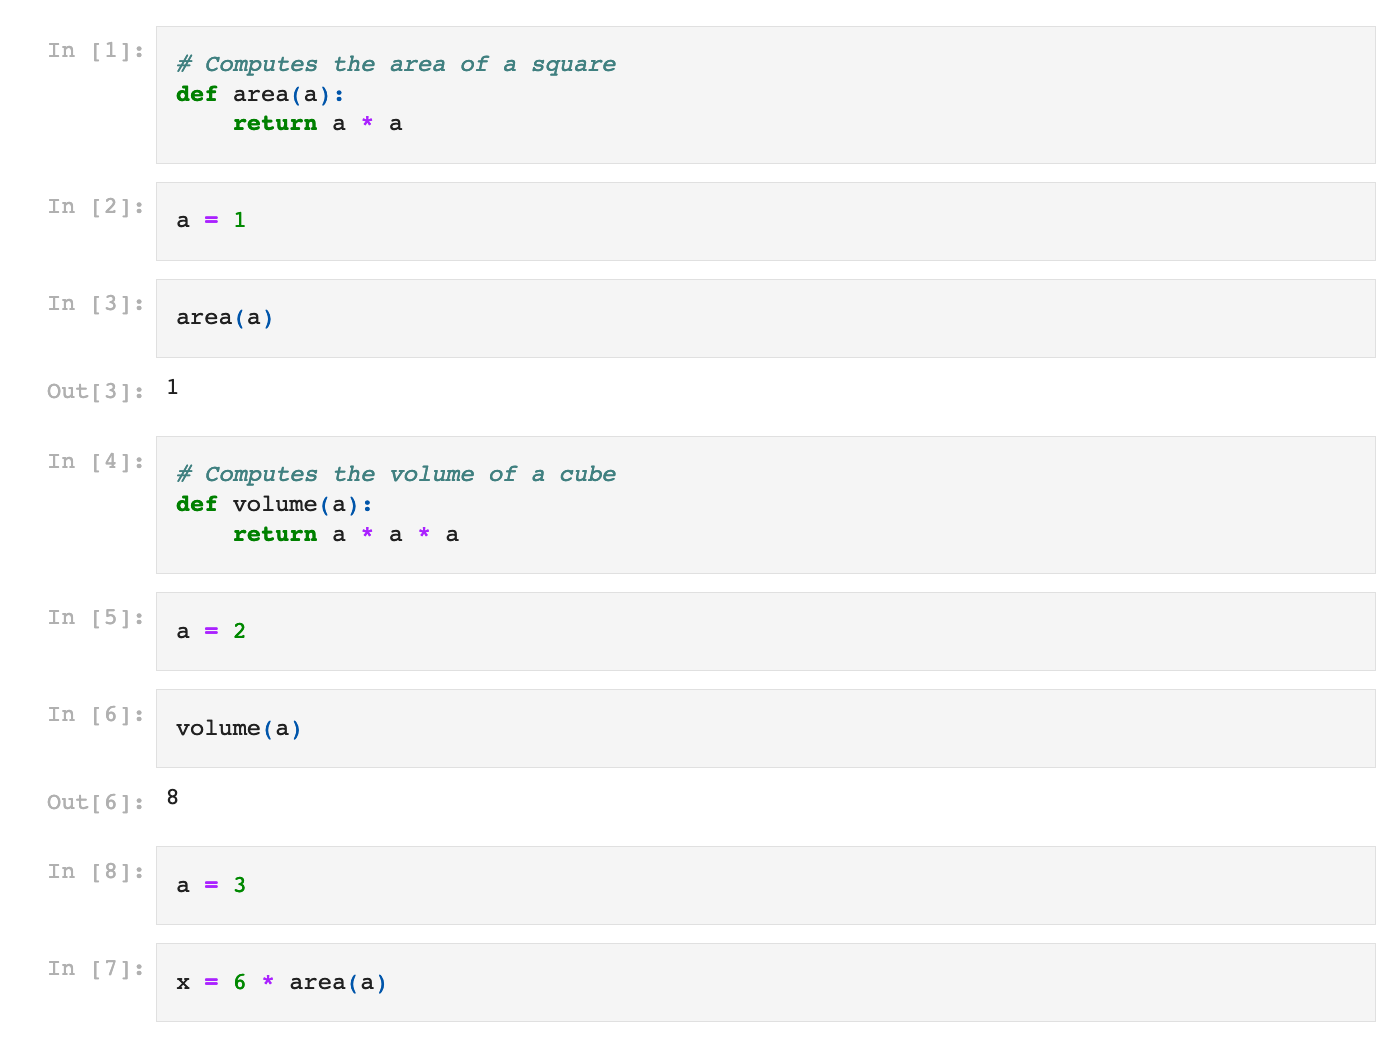 In [1]:
# Computes the area of a square
def area(a):
    return a * a
In [2]:
a = 1
In [3]:
area(a)
Out[3]:
1
In [4]:
# Computes the volume of a cube
def volume(a):
    return a * a * a
In [5]:
a = 2
In [6]:
volume(a)
Out[6]:
8
In [8]:
a = 3
In [7]:
x = 6 * area(a)